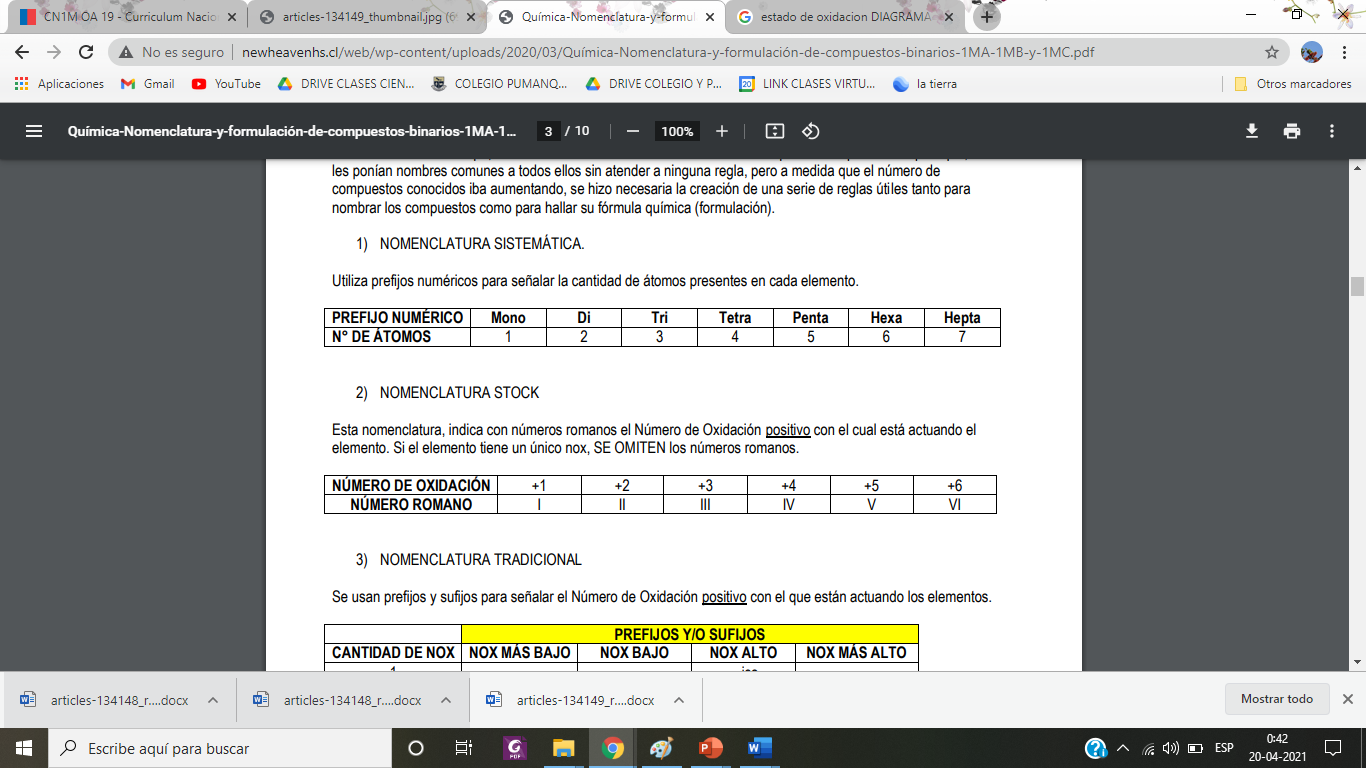 CN1M OA 19 - Curriculum Nacio
articles-134149_thumbnail.jpg (6
Química-Nomenclatura-y-formul
estado de oxidacion DIAGRAMA
No es seguro | newheavenhs.cl/web/wp-content/uploads/2020/03/Química-Nomenclatura-y-formulación-de-compuestos-binarios-1MA-1MB-y-1MC.pdf
Aplicaciones Gmail YouTube DRIVE CLASES CIEN... COLEGIO PUMANQ... DRIVE COLEGIO Y P... 20 LINK CLASES VIRTU... la tierra Otros marcadores
Química-Nomenclatura-y-formulación-de-compuestos-binarios-1MA-1... 3 / 10 100%
les ponían nombres comunes a todos ellos sin atender a ninguna regla, pero a medida que el número de
compuestos conocidos iba aumentando, se hizo necesaria la creación de una serie de reglas útiles tanto para
nombrar los compuestos como para hallar su fórmula química (formulación).
1) NOMENCLATURA SISTEMÁTICA.
Utiliza prefijos numéricos para señalar la cantidad de átomos presentes en cada elemento.
PREFIJO NUMÉRICO Mono Di Tri Tetra Penta Hexa Hepta
N° DE ÁTOMOS 1 2 3 4 5 6 7
2) NOMENCLATURA STOCK
Esta nomenclatura, indica con números romanos el Número de Oxidación positivo con el cual está actuando el
elemento. Si el elemento tiene un único nox, SE OMITEN los números romanos.
NÚMERO DE OXIDACIÓN +1 +2 +3 +4 +5 +6
NÚMERO ROMANO I II III IV V VI
3) NOMENCLATURA TRADICIONAL
Se usan prefijos y sufijos para señalar el Número de Oxidación positivo con el que están actuando los elementos.
PREFIJOS Y/O SUFIJOS
CANTIDAD DE NOX NOX MÁS BAJO NOX BAJO NOX ALTO NOX MÁS ALTO
articles-134148_r....docx articles-134148_r....docx articles-134149_r....docx Mostrar todo
Escribe aquí para buscar
ESP
0:42
20-04-2021